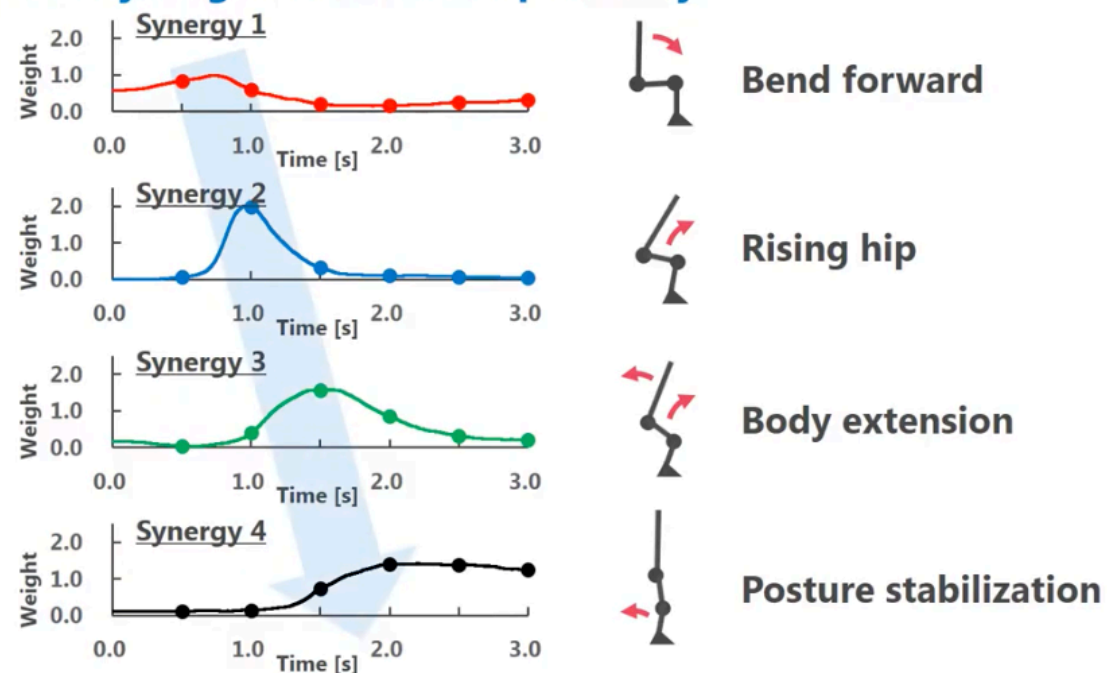 Synergy 1
Weight
2.0
1.0
0.0
0.0 1.0 2.0 3.0
Time [s]
Bend forward
Synergy 2
Weight
2.0
1.0
0.0
0.0 1.0 2.0 3.0
Time [s]
Rising hip
Synergy 3
Weight
2.0
1.0
0.0
0.0 1.0 2.0 3.0
Time [s]
Body extension
Synergy 4
Weight
2.0
1.0
0.0
0.0 1.0 2.0 3.0
Time [s]
Posture stabilization